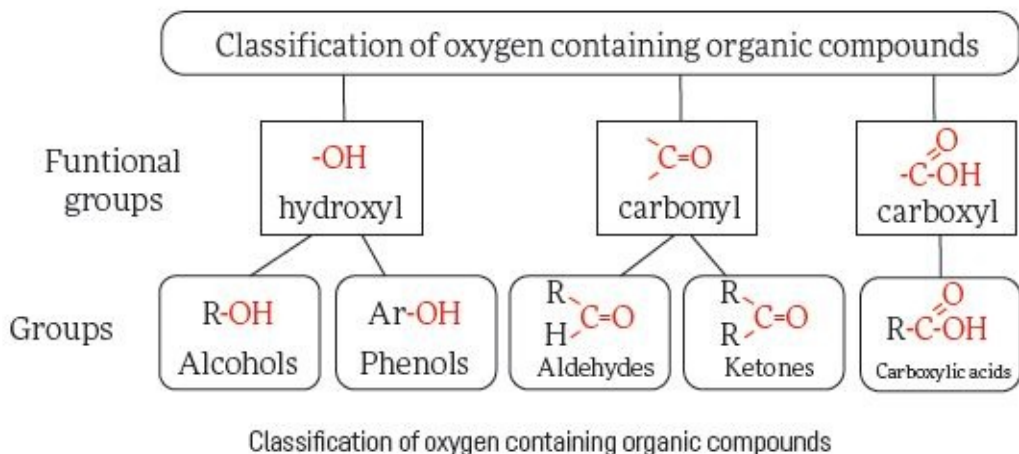 Classification of oxygen containing organic compounds
Funtional
groups
-OH
hydroxyl
C=O
carbonyl
O
-C-OH
carboxyl
Groups
R-OH
Alcohols
Ar-OH
Phenols
R
C=O
H
Aldehydes
R
C=O
R
Ketones
O
R-C-OH
Carboxylic acids
Classification of oxygen containing organic compounds